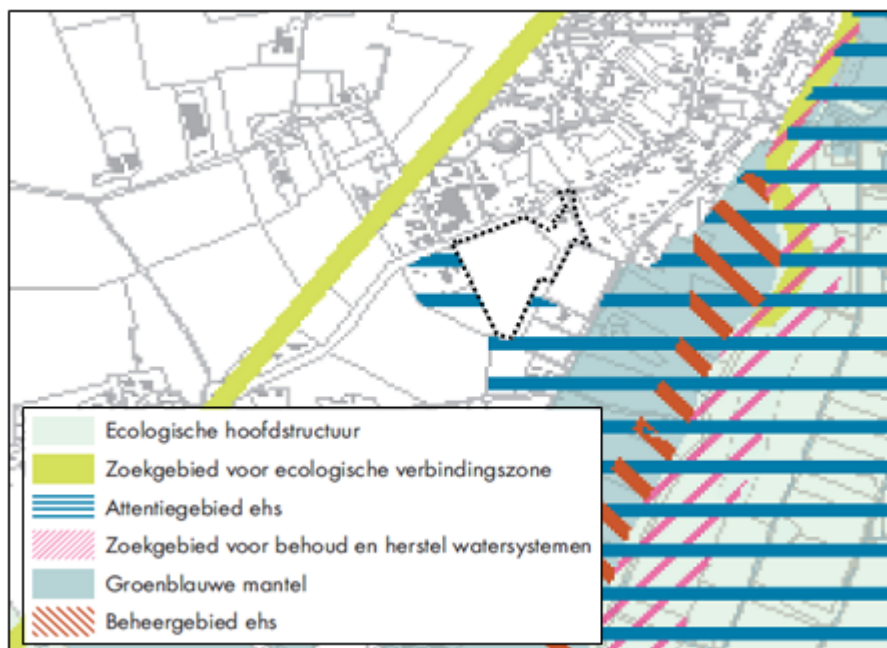 Ecologische hoofdstructuur
Zoekgebied voor ecologische verbindingszone
Attentiegebied ehs
Zoekgebied voor behoud en herstel watersystemen
Groenblauwe mantel
Beheergebied ehs